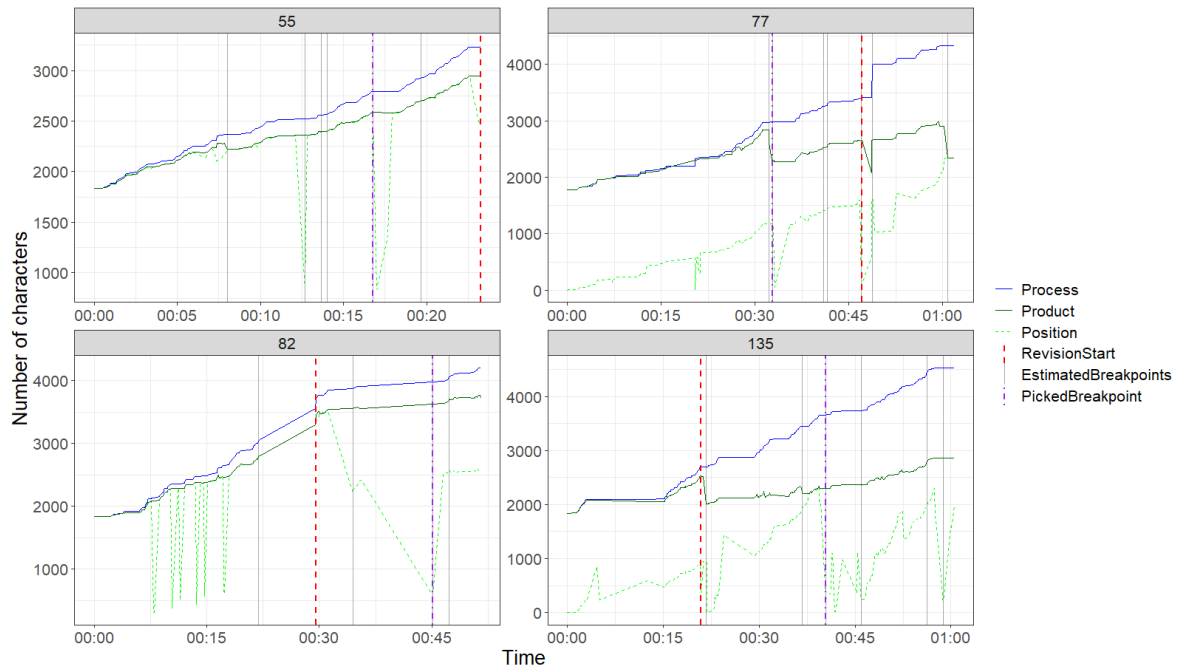 55
77
3000
2500
2000
1500
1000
00:00 00:05 00:10 00:15 00:20
4000
3000
2000
1000
0
00:00 00:15 00:30 00:45 01:00
82
135
4000
3000
2000
1000
00:00 00:15 00:30 00:45
4000
3000
2000
1000
0
00:00 00:15 00:30 00:45 01:00
Number of characters
Time
Process
Product
Position
RevisionStart
EstimatedBreakpoints
PickedBreakpoint